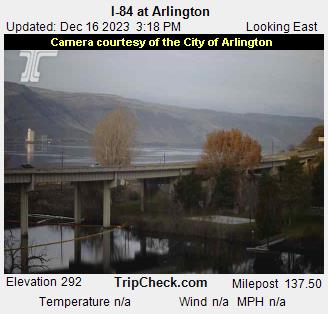 I-84 at Arlington
Updated: Dec 16 2023 3:18 PM Looking East
Camera courtesy of the City of Arlington
Elevation 292 TripCheck.com Milepost 137.50
Temperature n/a Wind n/a MPH n/a